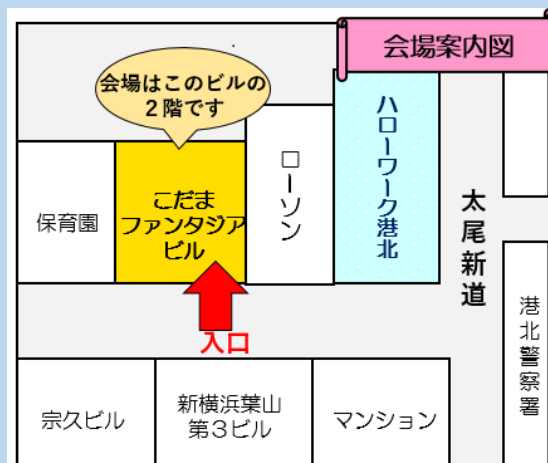 会場案内図
会場はこのビルの
2階です
保育園
こだま
ファンタジア
ビル
ローソン
ハローワーク港北
太尾新道
港北警察署
入口
宗久ビル
新横浜葉山
第3ビル
マンション